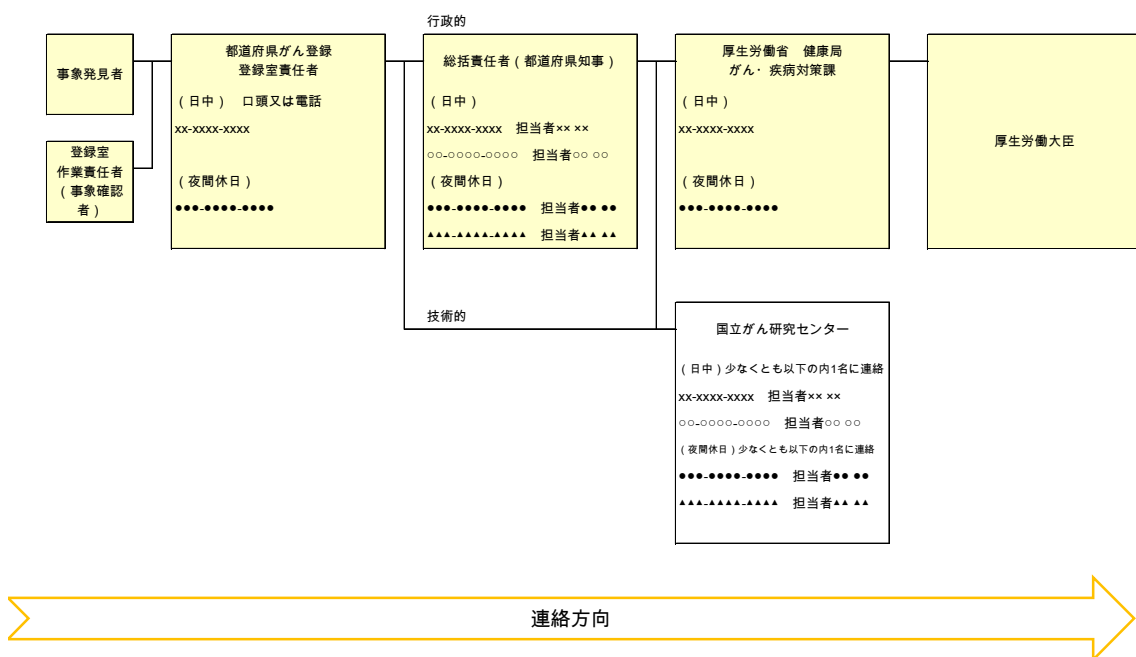 行政的
事象発見者
登録室
作業責任者
(事象確認
者)
都道府県がん登録
登録室責任者
(日中) 口頭又は電話
xx-xxxx-xxxx
(夜間休日)
●●●-●●●●-●●●●
総括責任者(都道府県知事)
(日中)
xx-xxxx-xxxx 担当者×× ××
○○-○○○○-○○○○ 担当者○○ ○○
(夜間休日)
●●●-●●●●-●●●● 担当者●● ●●
▲▲▲-▲▲▲▲-▲▲▲▲ 担当者▲▲ ▲▲
厚生労働省 健康局
がん・疾病対策課
(日中)
xx-xxxx-xxxx
(夜間休日)
●●●-●●●●-●●●●
厚生労働大臣
技術的
国立がん研究センター
(日中)少なくとも以下の内1名に連絡
xx-xxxx-xxxx 担当者×× ××
○○-○○○○-○○○○ 担当者○○ ○○
(夜間休日)少なくとも以下の内1名に連絡
●●●-●●●●-●●●● 担当者●● ●●
▲▲▲-▲▲▲▲-▲▲▲▲ 担当者▲▲ ▲▲
連絡方向